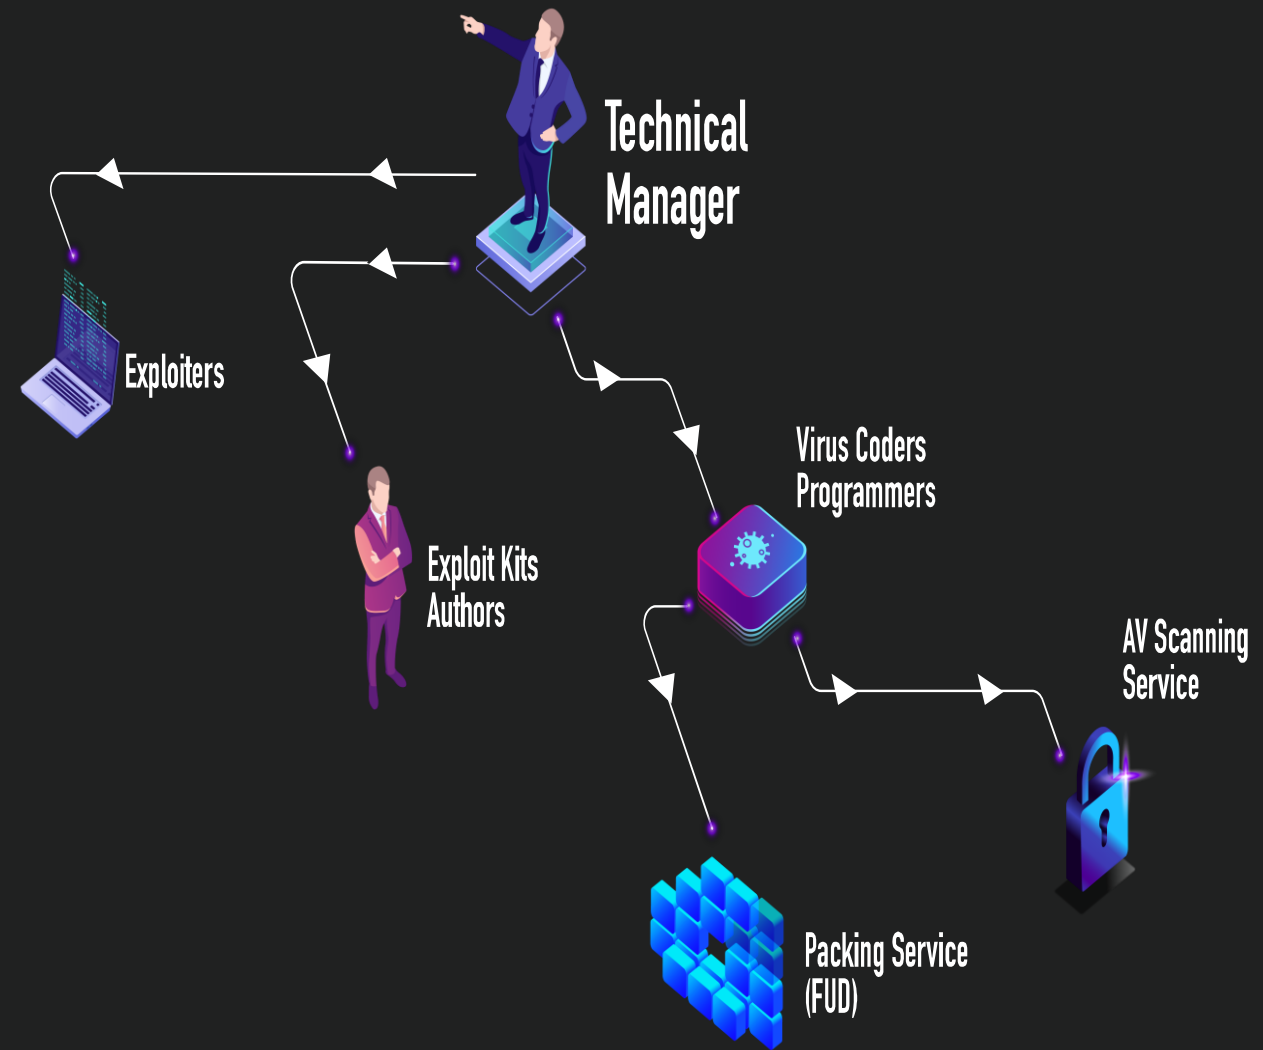 Technical
Manager
Exploiters
Virus Coders
Programmers
Exploit Kits
Authors
AV Scanning
Service
Packing Service
(FUD)